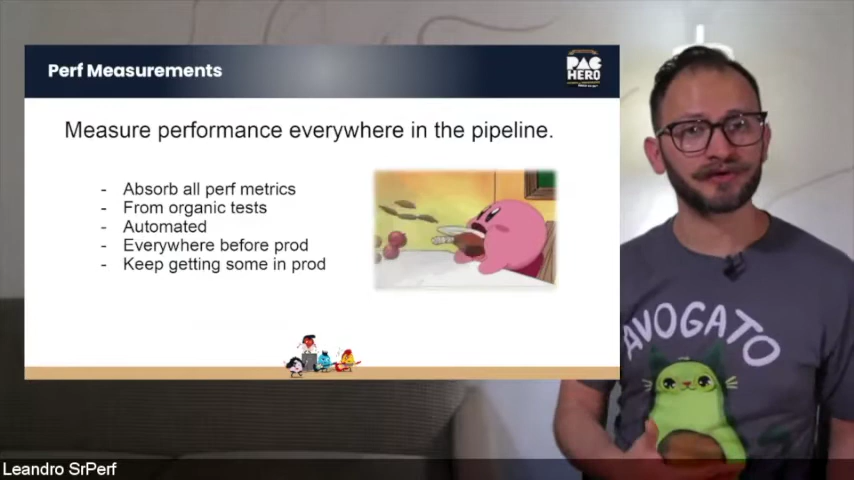 Perf Measurements
PAC
HERO
Measure performance everywhere in the pipeline.
- Absorb all perf metrics
- From organic tests
- Automated
- Everywhere before prod
- Keep getting some in prod
AVOGATO
Leandro SrPerf